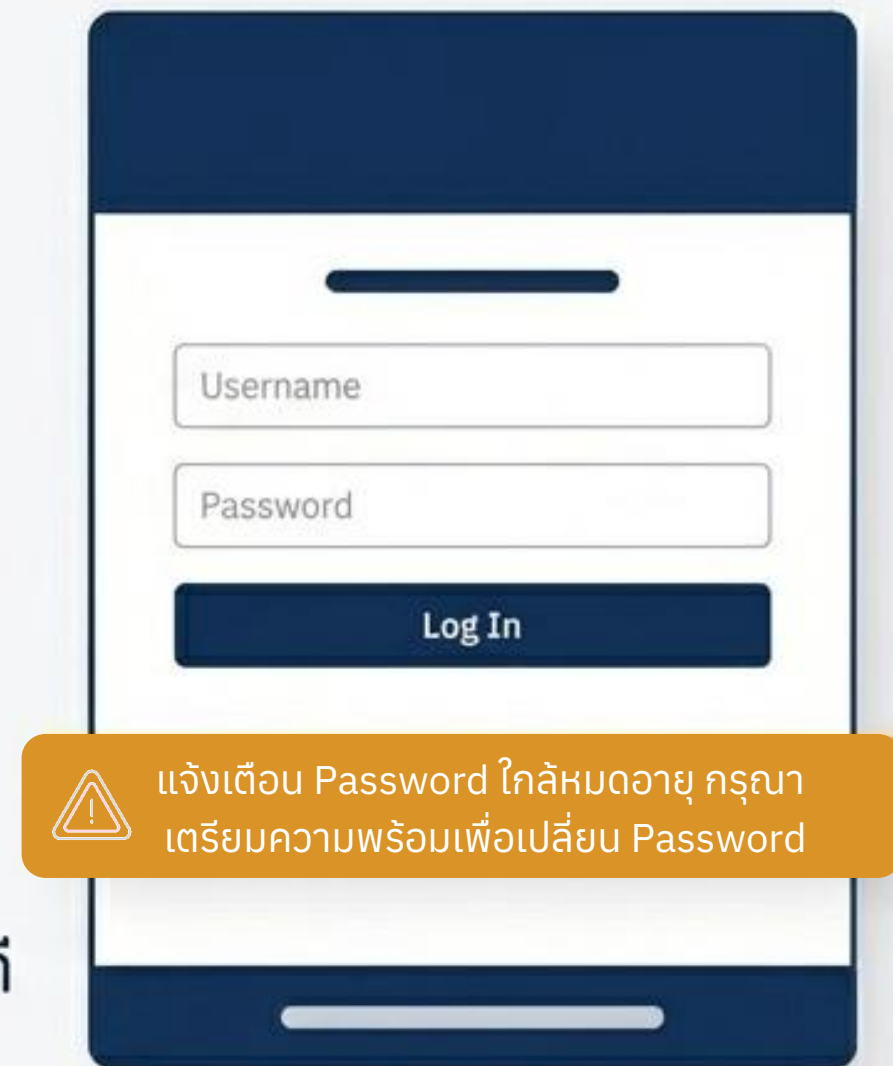 Username
Password
Log In
แจ้งเตือน Password ใกล้หมดอายุ กรุณา
เตรียมความพร้อมเพื่อเปลี่ยน Password